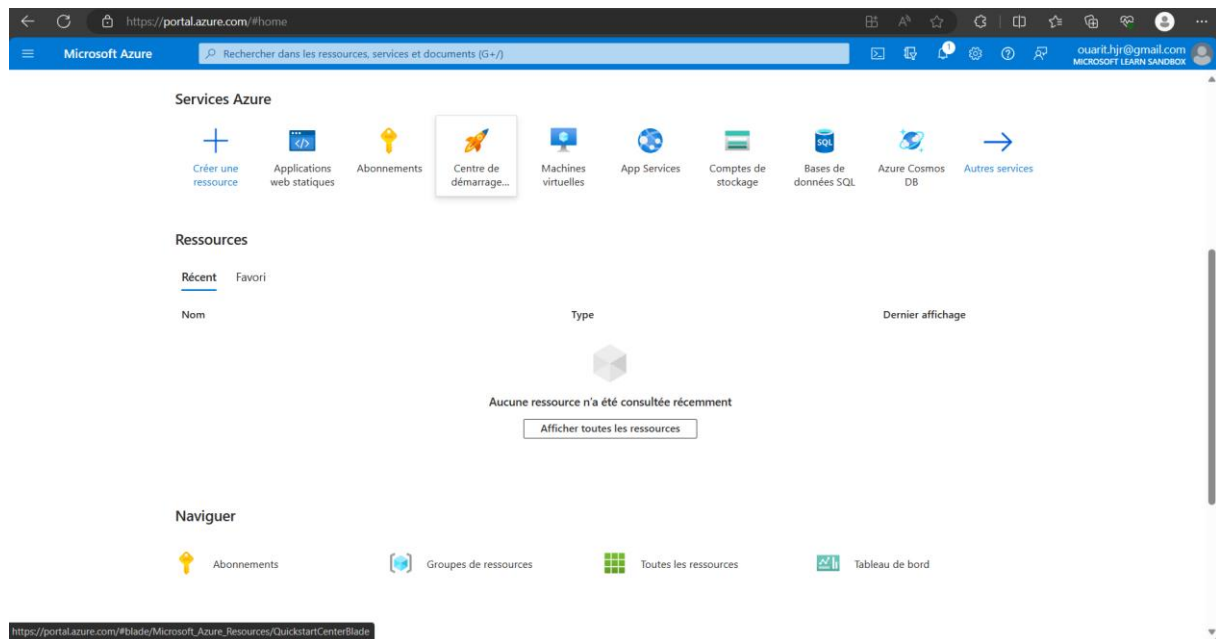 https://portal.azure.com/#home
Microsoft Azure
Rechercher dans les ressources, services et documents (G+/)
1
ouarit.hjr@gmail.com
MICROSOFT LEARN SANDBOX
Services Azure
Créer une
ressource
Applications
web statiques
Abonnements
Centre de
démarrage...
Machines
virtuelles
App Services
Comptes de
stockage
SQL
Bases de
données SQL
Azure Cosmos
DB
Autres services
Ressources
Récent Favori
Nom Type Dernier affichage
Aucune ressource n'a été consultée récemment
Afficher toutes les ressources
Naviguer
Abonnements Groupes de ressources Toutes les ressources Tableau de bord
https://portal.azure.com/#blade/Microsoft_Azure_Resources/QuickstartCenterBlade